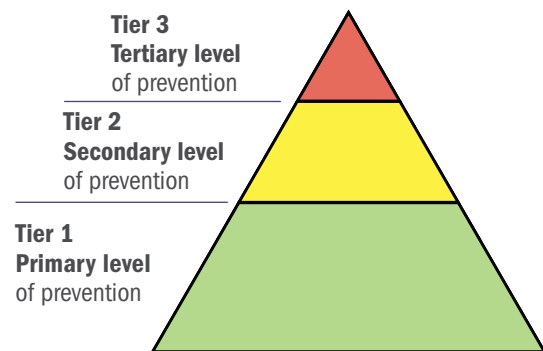 Tier 3
Tertiary level
of prevention
Tier 2
Secondary level
of prevention
Tier 1
Primary level
of prevention